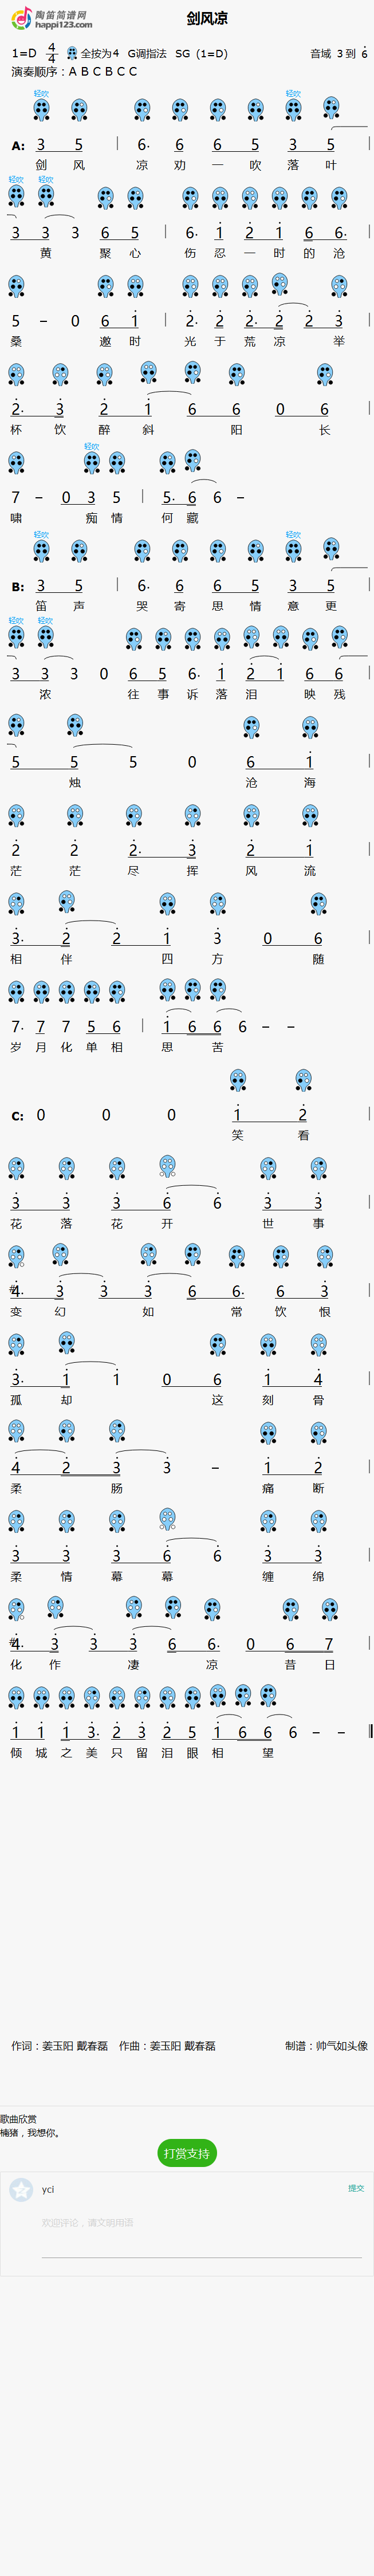 陶笛简谱网
happi123.com
剑风凉
1=D 4/4 全按为4 G调指法 SG (1=D) 音域 3 到 6
演奏顺序：A B C B C C
轻吹 轻吹
A: 3 5 | 6. 6 6 5 3 5 |
剑 风 凉 劝 一 吹 落 叶
轻吹 轻吹
3 3 3 6 5 | 6. 1 2 1 6 6. |
黄 聚 心 伤 忍 一 时 的 沧
5 - 0 6 1 | 2. 2 2. 2 2 3 |
桑 邀 时 光 于 荒 凉 举
2. 3 2 1 6 6 0 6 |
杯 饮 醉 斜 阳 长
轻吹
7 - 0 3 5 | 5. 6 6 -
啸 痴 情 何 藏
轻吹 轻吹
B: 3 5 | 6. 6 6 5 3 5 |
笛 声 哭 寄 思 情 意 更
轻吹 轻吹
3 3 3 0 6 5 6. 1 2 1 6 6 |
浓 往 事 诉 落 泪 映 残
5 5 5 0 6 1 |
烛 沧 海
2 2 2. 3 2 1 |
茫 茫 尽 挥 风 流
3. 2 2 1 3 0 6 |
相 伴 四 方 随
7. 7 7 5 6 | 1 6 6 6 - -
岁 月 化 单 相 思 苦
C: 0 0 0 1 2 |
笑 看
3 3 3 6 6 3 3 |
花 落 花 开 世 事
#4. 3 3 3 6 6. 6 3 |
变 幻 如 常 饮 恨
3. 1 1 0 6 1 4 |
孤 却 这 刻 骨
4 2 3 3 - 1 2 |
柔 肠 痛 断
3 3 3 6 6 3 3 |
柔 情 幕 幕 缠 绵
#4. 3 3 3 6 6. 0 6 7 |
化 作 凄 凉 昔 日
1 1 1 3. 2 3 2 5 1 6 6 6 - - ‖
倾 城 之 美 只 留 泪 眼 相 望
作词：姜玉阳 戴春磊 作曲：姜玉阳 戴春磊 制谱：帅气如头像
歌曲欣赏
楠猪，我想你。
打赏支持
yci 提交
欢迎评论，请文明用语